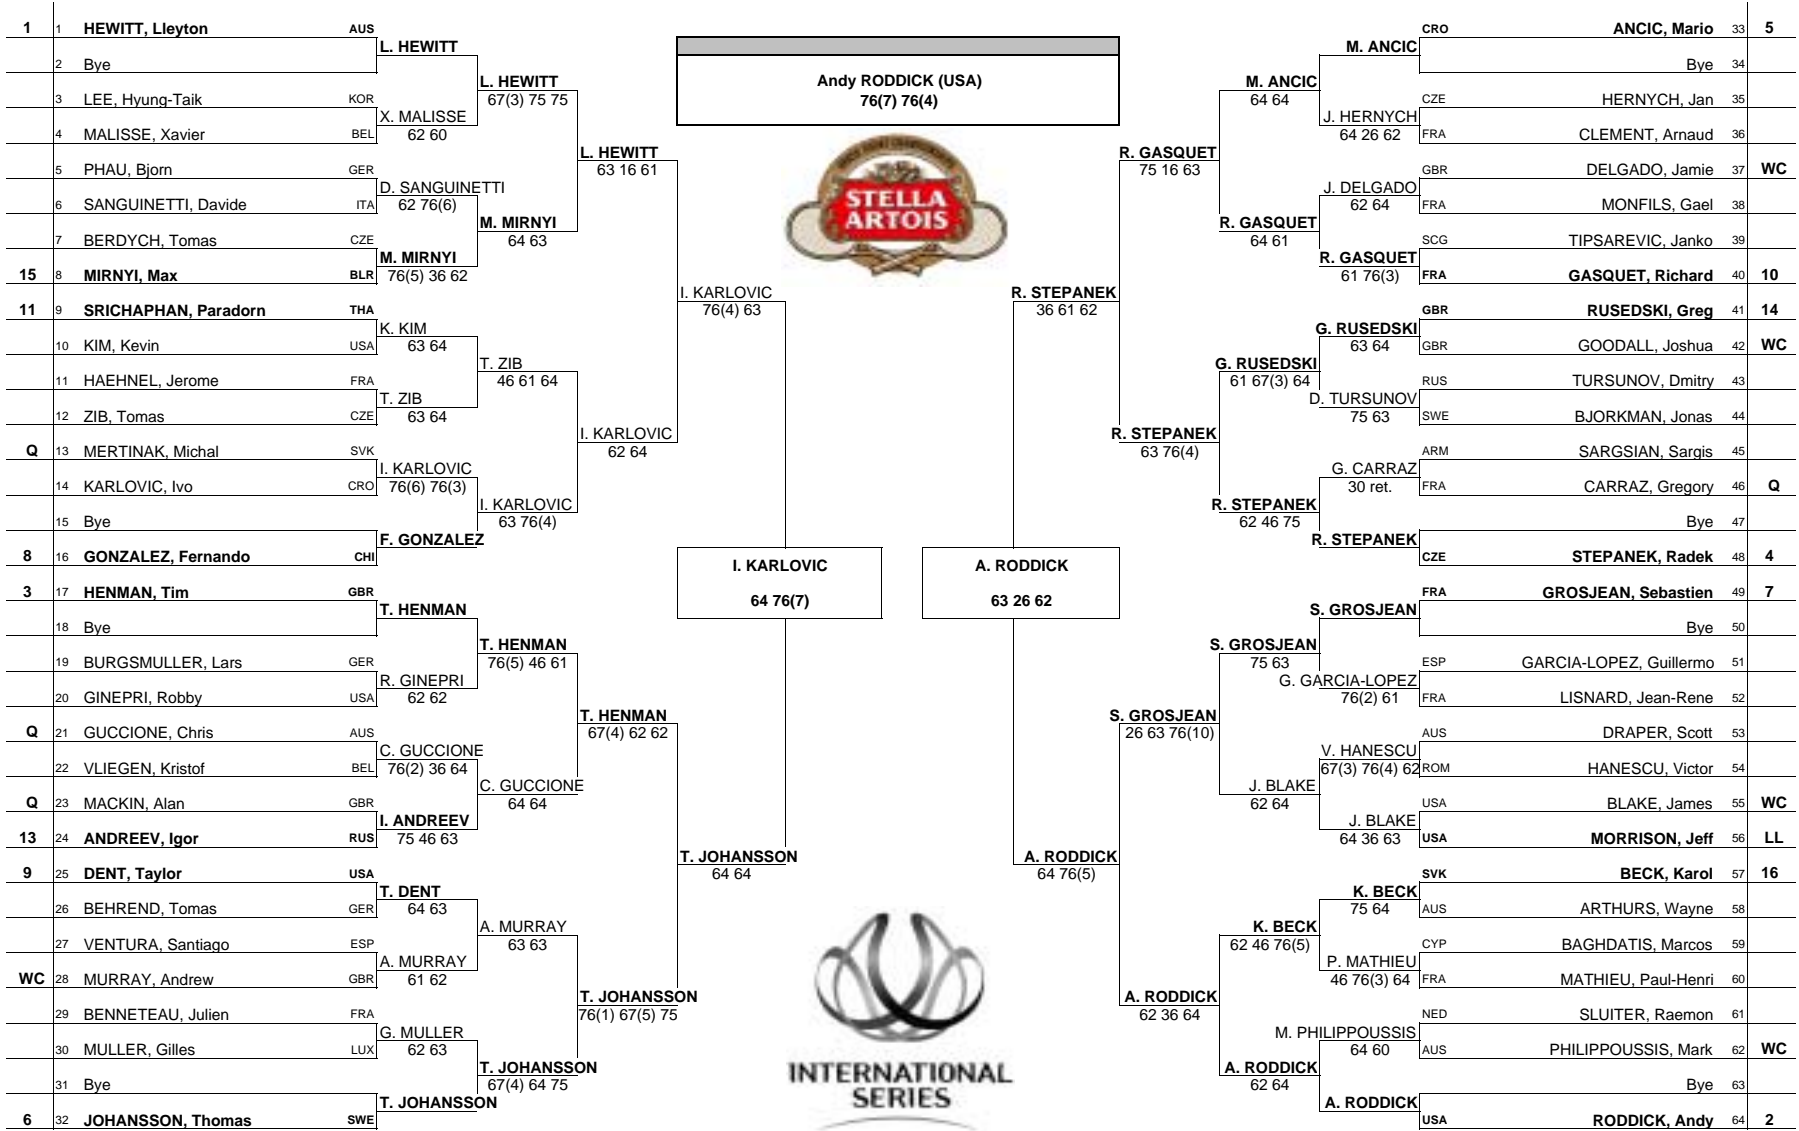 1 1 HEWITT, Lleyton AUS
2 Bye
3 LEE, Hyung-Taik KOR
4 MALISSE, Xavier BEL
5 PHAU, Bjorn GER
6 SANGUINETTI, Davide ITA
7 BERDYCH, Tomas CZE
15 8 MIRNYI, Max BLR
11 9 SRICHAPHAN, Paradorn THA
10 KIM, Kevin USA
11 HAEHNEL, Jerome FRA
12 ZIB, Tomas CZE
Q 13 MERTINAK, Michal SVK
14 KARLOVIC, Ivo CRO
15 Bye
8 16 GONZALEZ, Fernando CHI
3 17 HENMAN, Tim GBR
18 Bye
19 BURGSMULLER, Lars GER
20 GINEPRI, Robby USA
Q 21 GUCCIONE, Chris AUS
22 VLIEGEN, Kristof BEL
Q 23 MACKIN, Alan GBR
13 24 ANDREEV, Igor RUS
9 25 DENT, Taylor USA
26 BEHREND, Tomas GER
27 VENTURA, Santiago ESP
WC 28 MURRAY, Andrew GBR
29 BENNETEAU, Julien FRA
30 MULLER, Gilles LUX
31 Bye
6 32 JOHANSSON, Thomas SWE
L. HEWITT
X. MALISSE
62 60
D. SANGUINETTI
62 76(6)
M. MIRNYI
76(5) 36 62
K. KIM
63 64
T. ZIB
63 64
I. KARLOVIC
76(6) 76(3)
F. GONZALEZ
T. HENMAN
R. GINEPRI
62 62
C. GUCCIONE
76(2) 36 64
I. ANDREEV
75 46 63
T. DENT
64 63
A. MURRAY
61 62
G. MULLER
62 63
T. JOHANSSON
L. HEWITT
67(3) 75 75
M. MIRNYI
64 63
T. ZIB
46 61 64
I. KARLOVIC
63 76(4)
T. HENMAN
76(5) 46 61
C. GUCCIONE
64 64
A. MURRAY
63 63
T. JOHANSSON
67(4) 64 75
L. HEWITT
63 16 61
I. KARLOVIC
62 64
T. HENMAN
67(4) 62 62
T. JOHANSSON
76(1) 67(5) 75
I. KARLOVIC
76(4) 63
T. JOHANSSON
64 64
I. KARLOVIC
64 76(7)
Andy RODDICK (USA)
76(7) 76(4)
STELLA
ARTOIS
INTERNATIONAL
SERIES
A. RODDICK
63 26 62
R. STEPANEK
36 61 62
A. RODDICK
64 76(5)
R. GASQUET
75 16 63
R. STEPANEK
63 76(4)
S. GROSJEAN
26 63 76(10)
A. RODDICK
62 36 64
M. ANCIC
64 64
R. GASQUET
64 61
G. RUSEDSKI
61 67(3) 64
R. STEPANEK
62 46 75
S. GROSJEAN
75 63
J. BLAKE
62 64
K. BECK
62 46 76(5)
A. RODDICK
62 64
M. ANCIC
J. HERNYCH
64 26 62
J. DELGADO
62 64
R. GASQUET
61 76(3)
G. RUSEDSKI
63 64
D. TURSUNOV
75 63
G. CARRAZ
30 ret.
R. STEPANEK
S. GROSJEAN
G. GARCIA-LOPEZ
76(2) 61
V. HANESCU
67(3) 76(4) 62
J. BLAKE
64 36 63
K. BECK
75 64
P. MATHIEU
46 76(3) 64
M. PHILIPPOUSSIS
64 60
A. RODDICK
CRO ANCIC, Mario 33 5
Bye 34
CZE HERNYCH, Jan 35
FRA CLEMENT, Arnaud 36
GBR DELGADO, Jamie 37 WC
FRA MONFILS, Gael 38
SCG TIPSAREVIC, Janko 39
FRA GASQUET, Richard 40 10
GBR RUSEDSKI, Greg 41 14
GBR GOODALL, Joshua 42 WC
RUS TURSUNOV, Dmitry 43
SWE BJORKMAN, Jonas 44
ARM SARGSIAN, Sargis 45
FRA CARRAZ, Gregory 46 Q
Bye 47
CZE STEPANEK, Radek 48 4
FRA GROSJEAN, Sebastien 49 7
Bye 50
ESP GARCIA-LOPEZ, Guillermo 51
FRA LISNARD, Jean-Rene 52
AUS DRAPER, Scott 53
ROM HANESCU, Victor 54
USA BLAKE, James 55 WC
USA MORRISON, Jeff 56 LL
SVK BECK, Karol 57 16
AUS ARTHURS, Wayne 58
CYP BAGHDATIS, Marcos 59
FRA MATHIEU, Paul-Henri 60
NED SLUITER, Raemon 61
AUS PHILIPPOUSSIS, Mark 62 WC
Bye 63
USA RODDICK, Andy 64 2